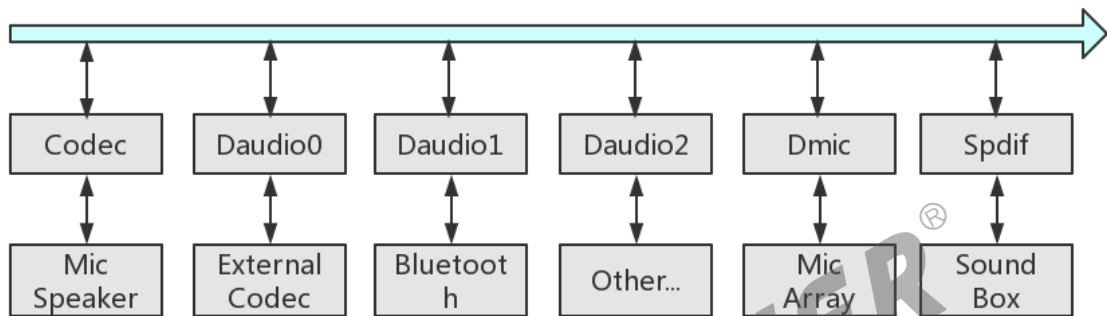 Codec
Daudio0
Daudio1
Daudio2
Dmic
Spdif
Mic
Speaker
External
Codec
Bluetoot
h
Other...
Mic
Array
Sound
Box
®